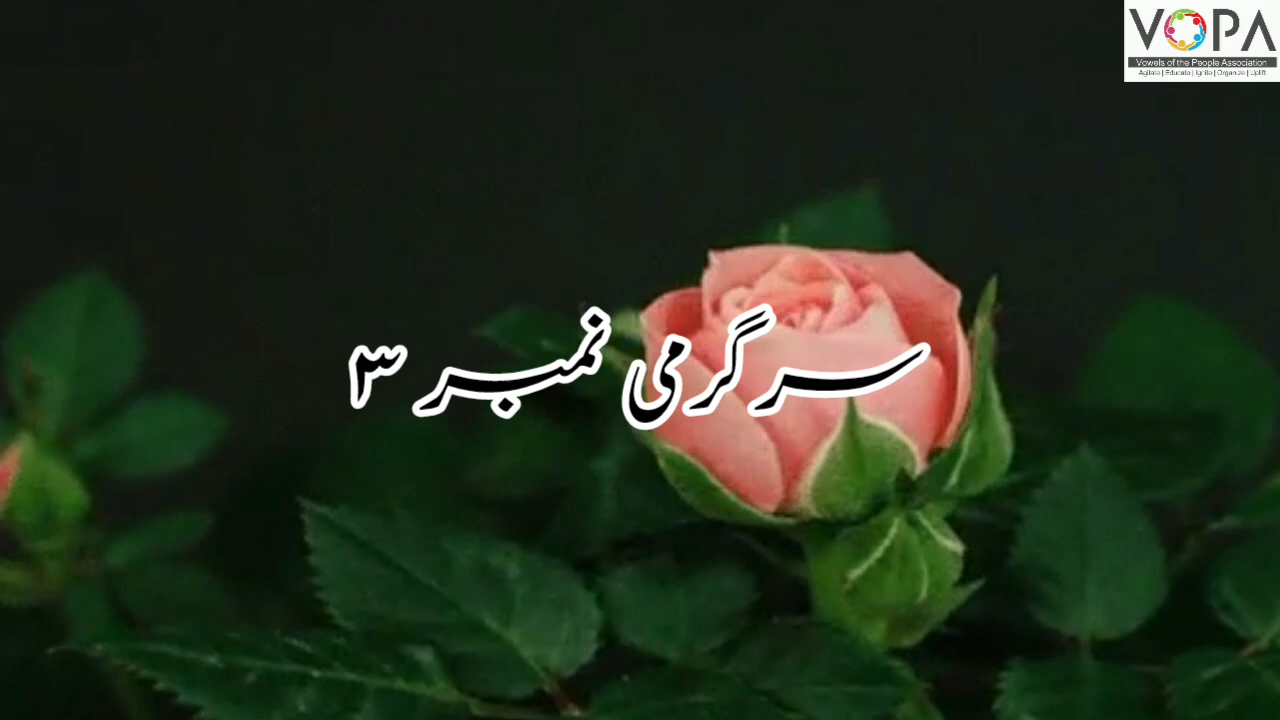 VOPA
Vowels of the People Association
Agitate | Educate | Ignite | Organize | Uplift
سرگرمی نمبر ۳